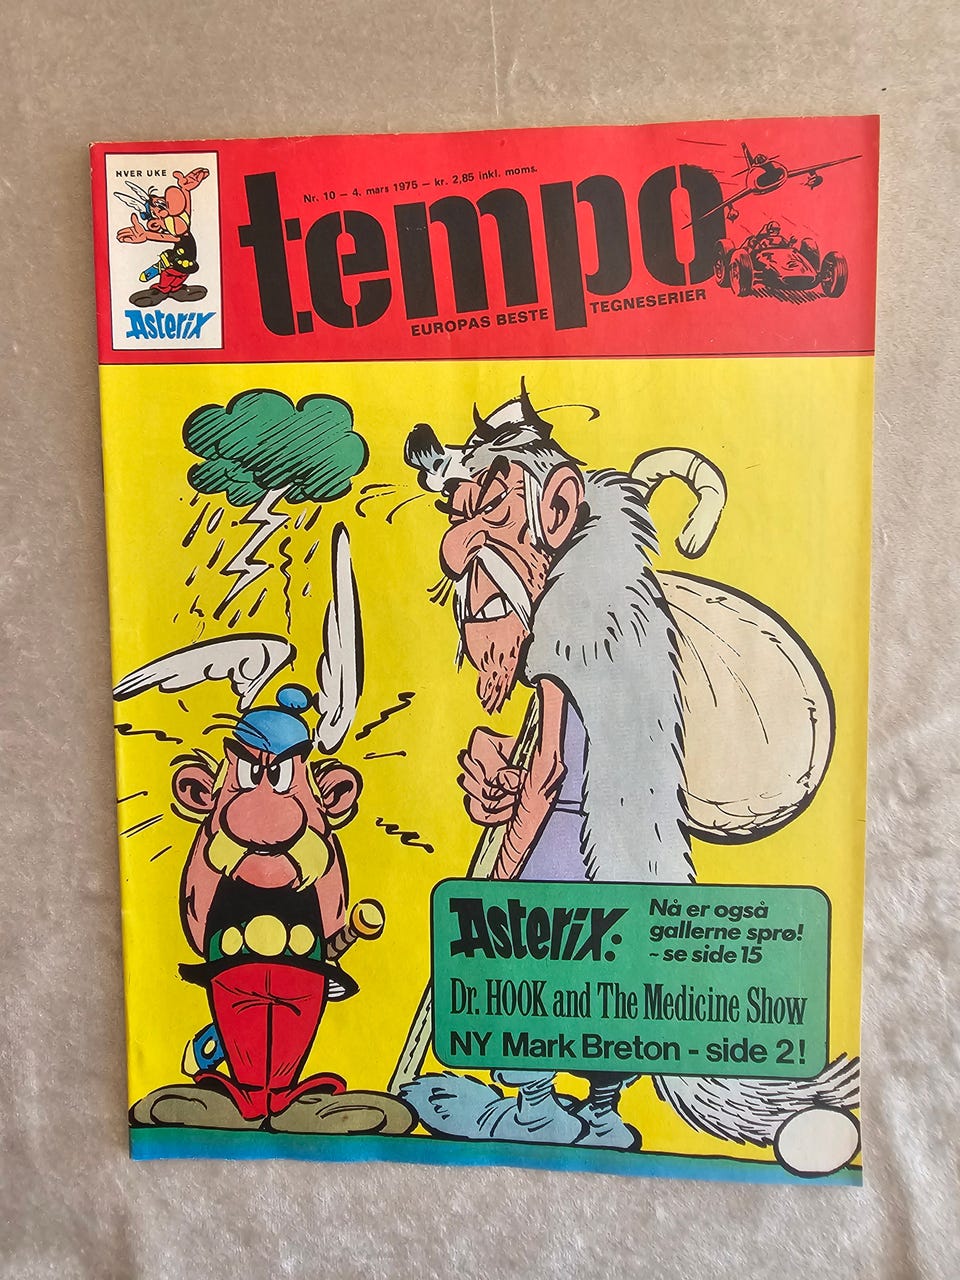 HVER UKE
Asterix
Nr. 10 – 4. mars 1975 – kr. 2,85 inkl. moms.
tempo
EUROPAS BESTE TEGNESERIER
Asterix:
Nå er også
gallerne sprø!
~ se side 15
Dr. HOOK and The Medicine Show
NY Mark Breton - side 2!